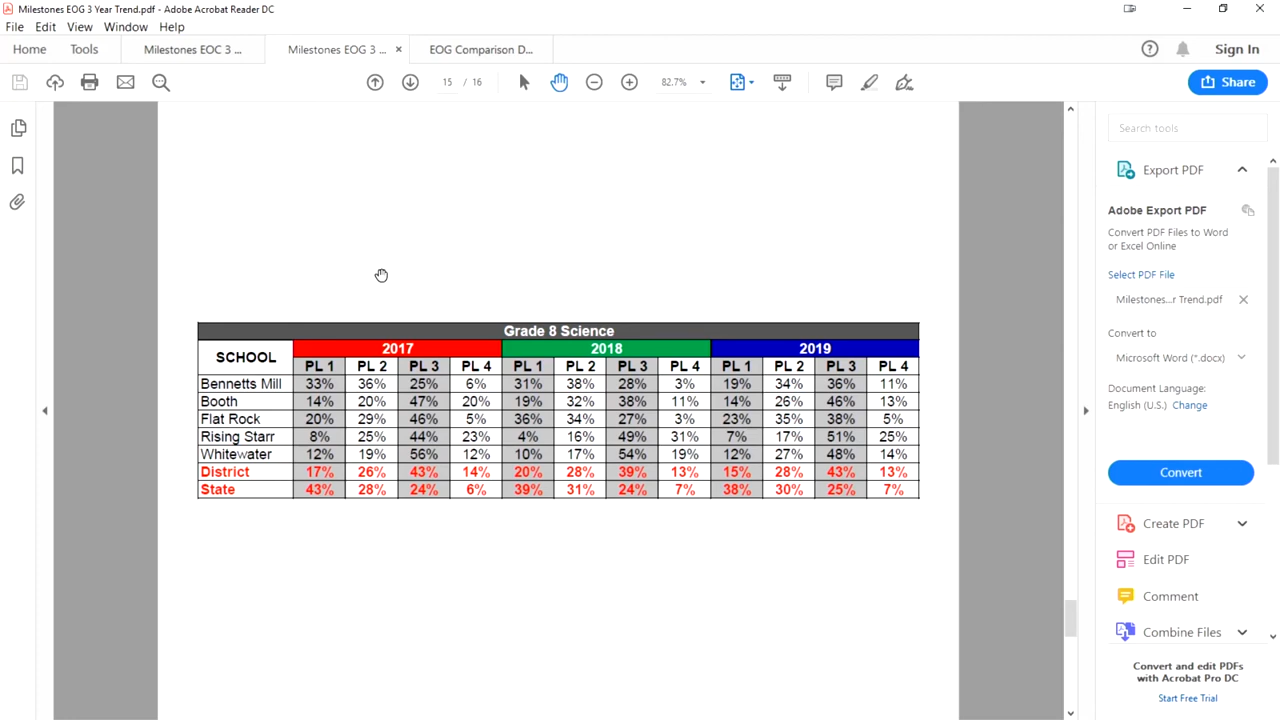 Milestones EOG 3 Year Trend.pdf - Adobe Acrobat Reader DC
File Edit View Window Help
Home Tools Milestones EOC 3 ... Milestones EOG 3 ... × EOG Comparison D... Sign In
15 / 16 82.7% Share
Search tools
Export PDF
Adobe Export PDF
Convert PDF Files to Word
or Excel Online
Select PDF File
Milestones...r Trend.pdf
Convert to
Microsoft Word (*.docx)
Document Language:
English (U.S.) Change
Convert
Create PDF
Edit PDF
Comment
Combine Files
Convert and edit PDFs
with Acrobat Pro DC
Start Free Trial
Grade 8 Science
SCHOOL 2017 2018 2019
PL 1 PL 2 PL 3 PL 4 PL 1 PL 2 PL 3 PL 4 PL 1 PL 2 PL 3 PL 4
Bennetts Mill 33% 36% 25% 6% 31% 38% 28% 3% 19% 34% 36% 11%
Booth 14% 20% 47% 20% 19% 32% 38% 11% 14% 26% 46% 13%
Flat Rock 20% 29% 46% 5% 36% 34% 27% 3% 23% 35% 38% 5%
Rising Starr 8% 25% 44% 23% 4% 16% 49% 31% 7% 17% 51% 25%
Whitewater 12% 19% 56% 12% 10% 17% 54% 19% 12% 27% 48% 14%
District 17% 26% 43% 14% 20% 28% 39% 13% 15% 28% 43% 13%
State 43% 28% 24% 6% 39% 31% 24% 7% 38% 30% 25% 7%